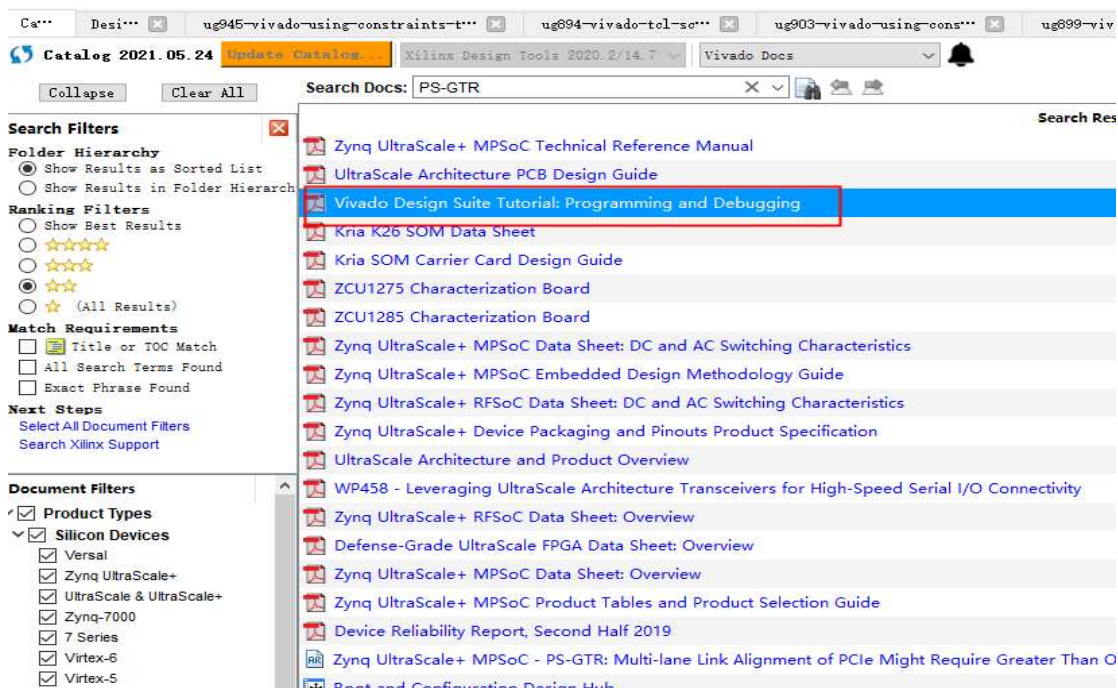 Ca···
Desi···
ug945-vivado-using-constraints-t···
ug894-vivado-tcl-sc···
ug903-vivado-using-cons···
ug899-viv
Catalog 2021.05.24
Update Catalog...
Xilinx Design Tools 2020.2/14.7
Vivado Docs
Collapse
Clear All
Search Docs: PS-GTR
Search Res
Search Filters
Folder Hierarchy
Show Results as Sorted List
Show Results in Folder Hierarch
Ranking Filters
Show Best Results
(All Results)
Match Requirements
Title or TOC Match
All Search Terms Found
Exact Phrase Found
Next Steps
Select All Document Filters
Search Xilinx Support
Document Filters
Product Types
Silicon Devices
Versal
Zynq UltraScale+
UltraScale & UltraScale+
Zynq-7000
7 Series
Virtex-6
Virtex-5
Zynq UltraScale+ MPSoC Technical Reference Manual
UltraScale Architecture PCB Design Guide
Vivado Design Suite Tutorial: Programming and Debugging
Kria K26 SOM Data Sheet
Kria SOM Carrier Card Design Guide
ZCU1275 Characterization Board
ZCU1285 Characterization Board
Zynq UltraScale+ MPSoC Data Sheet: DC and AC Switching Characteristics
Zynq UltraScale+ MPSoC Embedded Design Methodology Guide
Zynq UltraScale+ RFSoC Data Sheet: DC and AC Switching Characteristics
Zynq UltraScale+ Device Packaging and Pinouts Product Specification
UltraScale Architecture and Product Overview
WP458 - Leveraging UltraScale Architecture Transceivers for High-Speed Serial I/O Connectivity
Zynq UltraScale+ RFSoC Data Sheet: Overview
Defense-Grade UltraScale FPGA Data Sheet: Overview
Zynq UltraScale+ MPSoC Data Sheet: Overview
Zynq UltraScale+ MPSoC Product Tables and Product Selection Guide
Device Reliability Report, Second Half 2019
AR
Zynq UltraScale+ MPSoC - PS-GTR: Multi-lane Link Alignment of PCIe Might Require Greater Than O
Boot and Configuration Design Hub